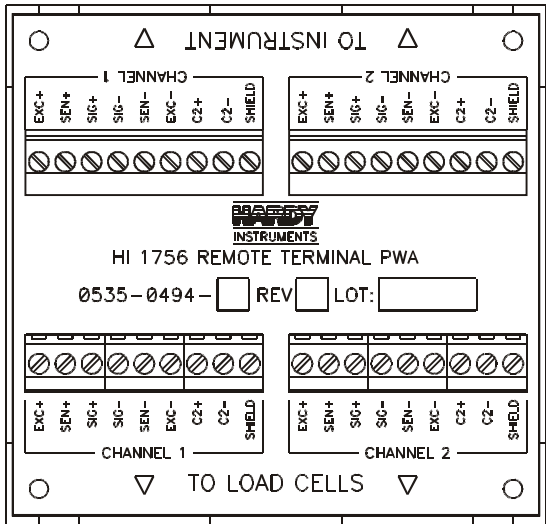 TO INSTRUMENT
CHANNEL 1 CHANNEL 2
EXC+ SEN+ SIG+ SIG- SEN- EXC- C2+ C2- SHIELD EXC+ SEN+ SIG+ SIG- SEN- EXC- C2+ C2- SHIELD
HARDY
INSTRUMENTS
HI 1756 REMOTE TERMINAL PWA
0535-0494- REV LOT:
EXC+ SEN+ SIG+ SIG- SEN- EXC- C2+ C2- SHIELD EXC+ SEN+ SIG+ SIG- SEN- EXC- C2+ C2- SHIELD
CHANNEL 1 CHANNEL 2
TO LOAD CELLS